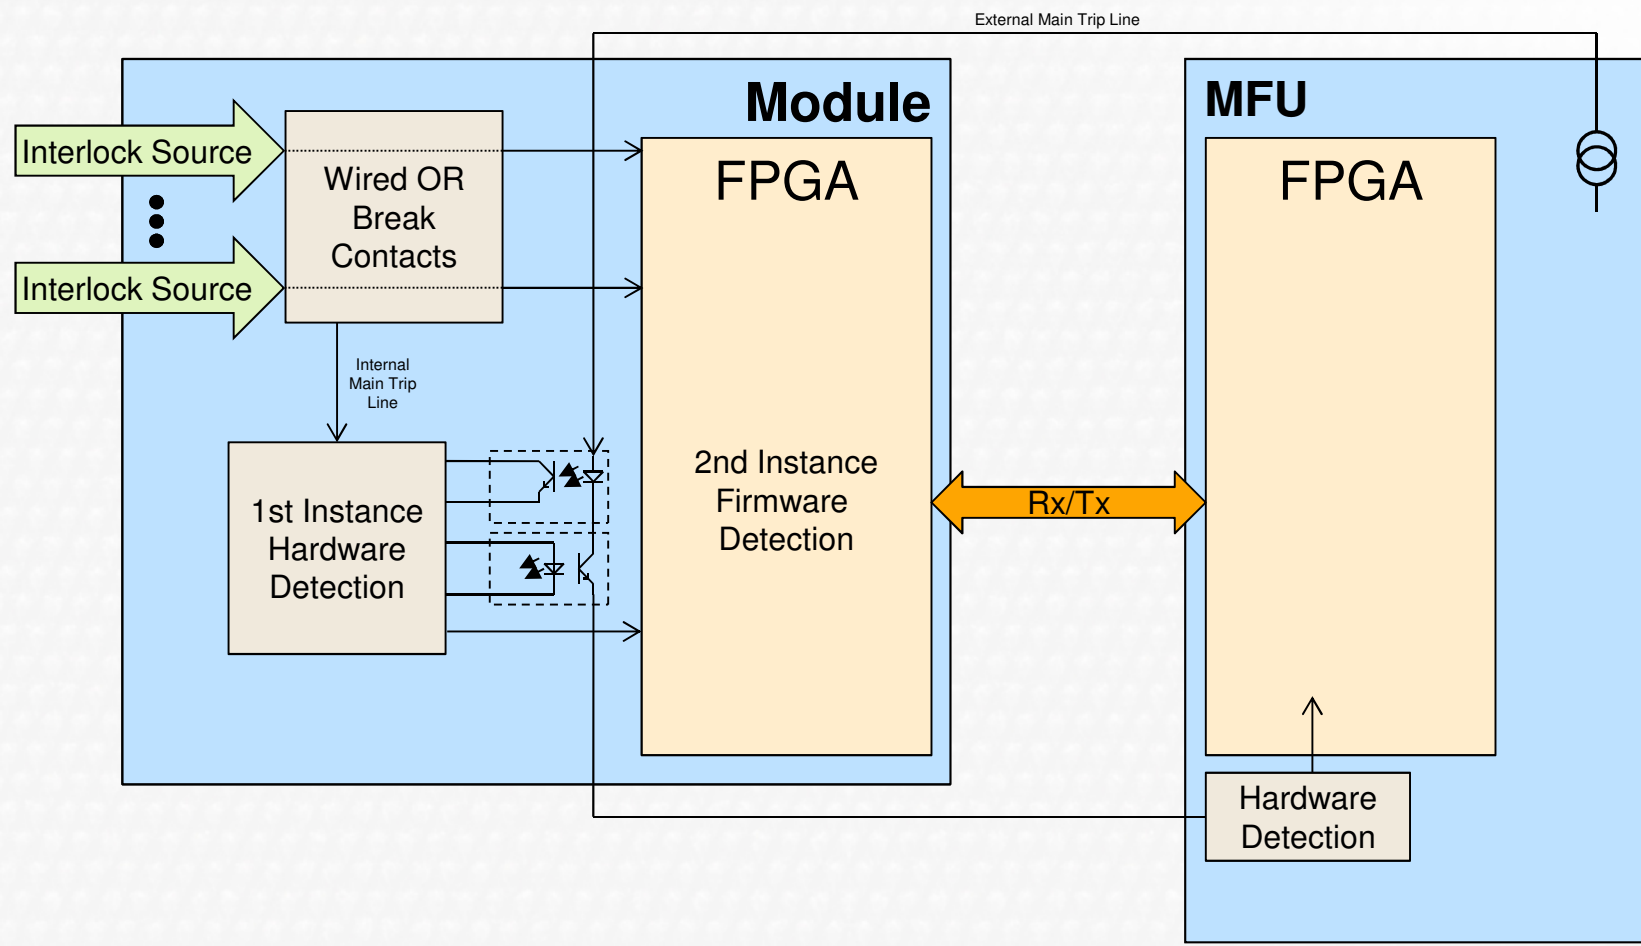 External Main Trip Line
Module
MFU
Interlock Source
Wired OR
Break
Contacts
FPGA
FPGA
Interlock Source
Internal
Main Trip
Line
1st Instance
Hardware
Detection
2nd Instance
Firmware
Detection
Rx/Tx
Hardware
Detection